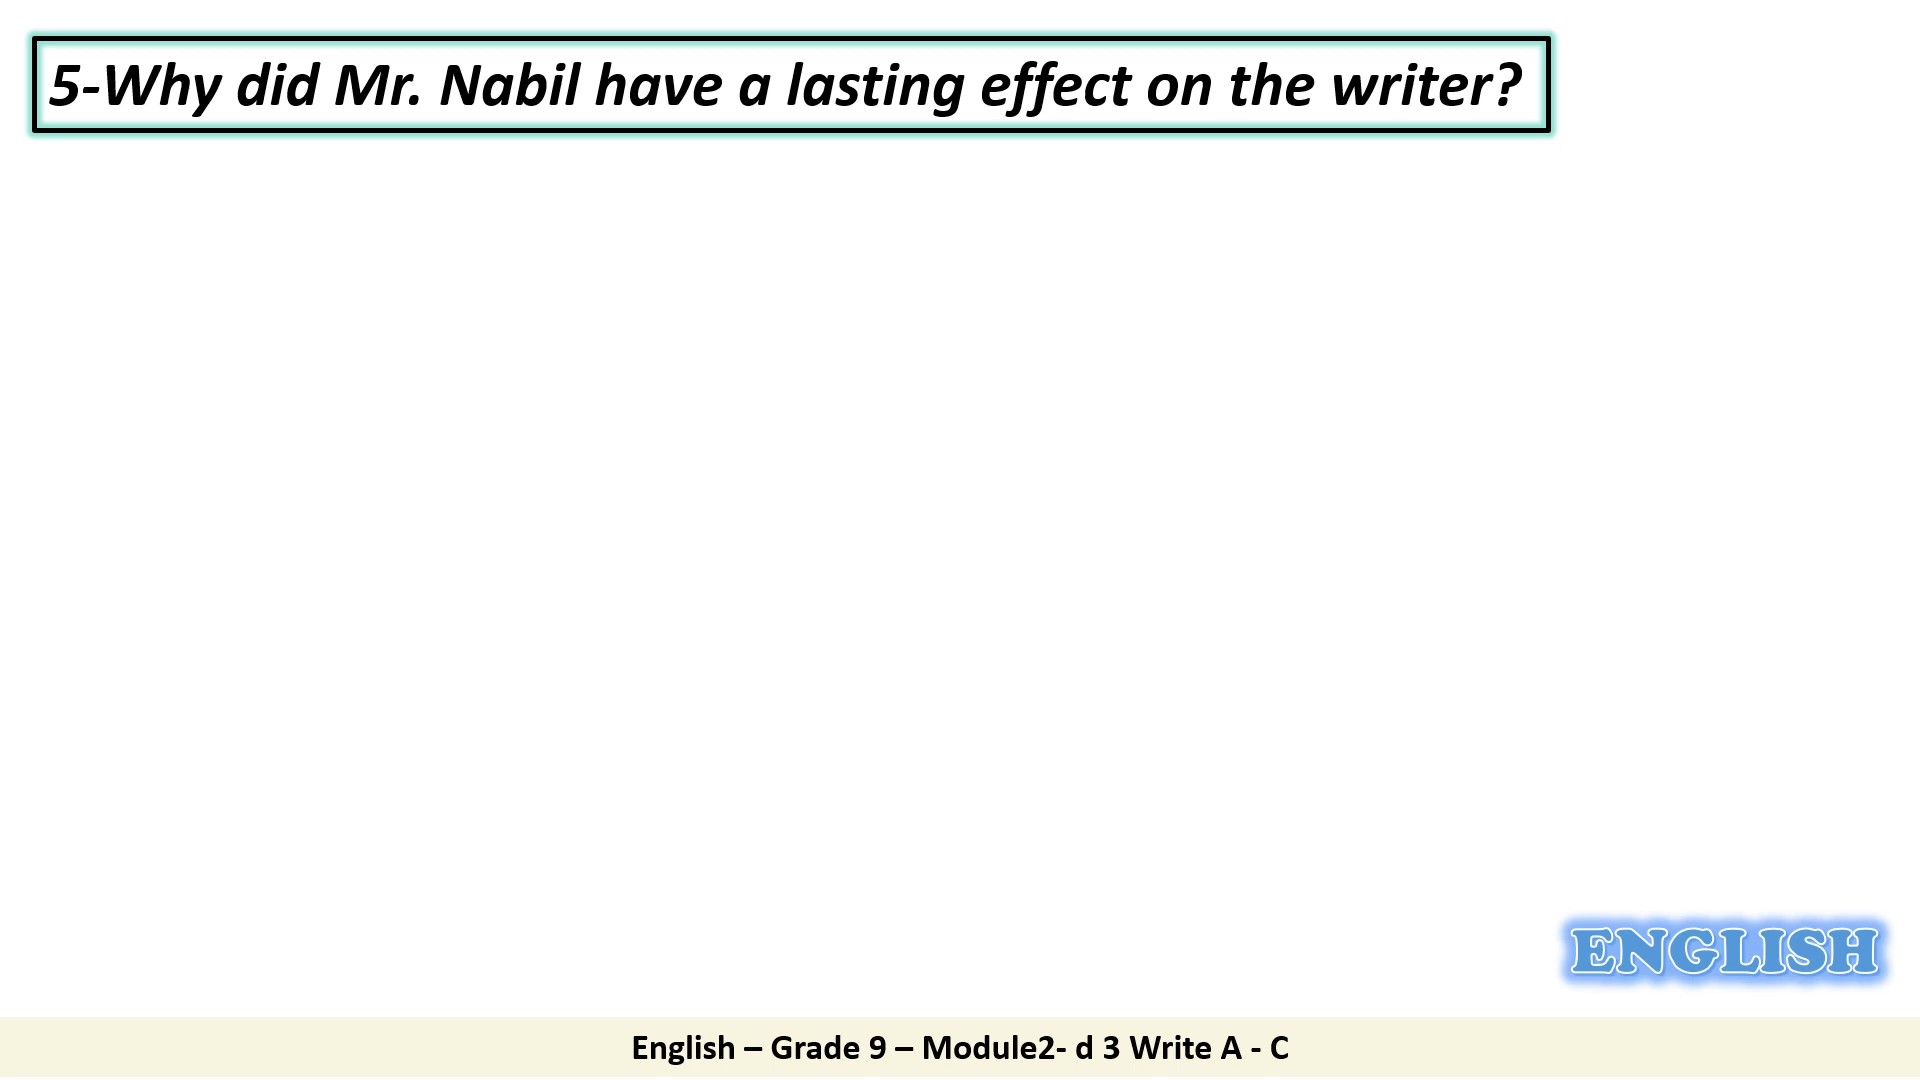 5-Why did Mr. Nabil have a lasting effect on the writer?
ENGLISH
English – Grade 9 – Module2- d 3 Write A - C